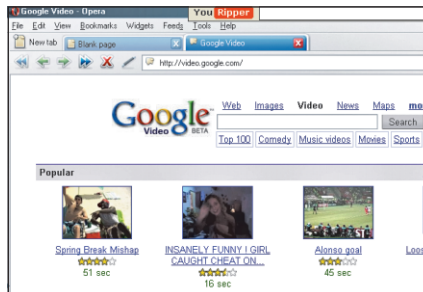 Google Video - Opera
You Ripper
File Edit View Bookmarks Widgets Feeds Tools Help
New tab Blank page Google Video
http://video.google.com/
Web Images Video News Maps
Google
Video BETA
Search
Top 100 Comedy Music videos Movies Sports
Popular
Spring Break Mishap
51 sec
INSANELY FUNNY I GIRL
CAUGHT CHEAT ON...
16 sec
Alonso goal
45 sec